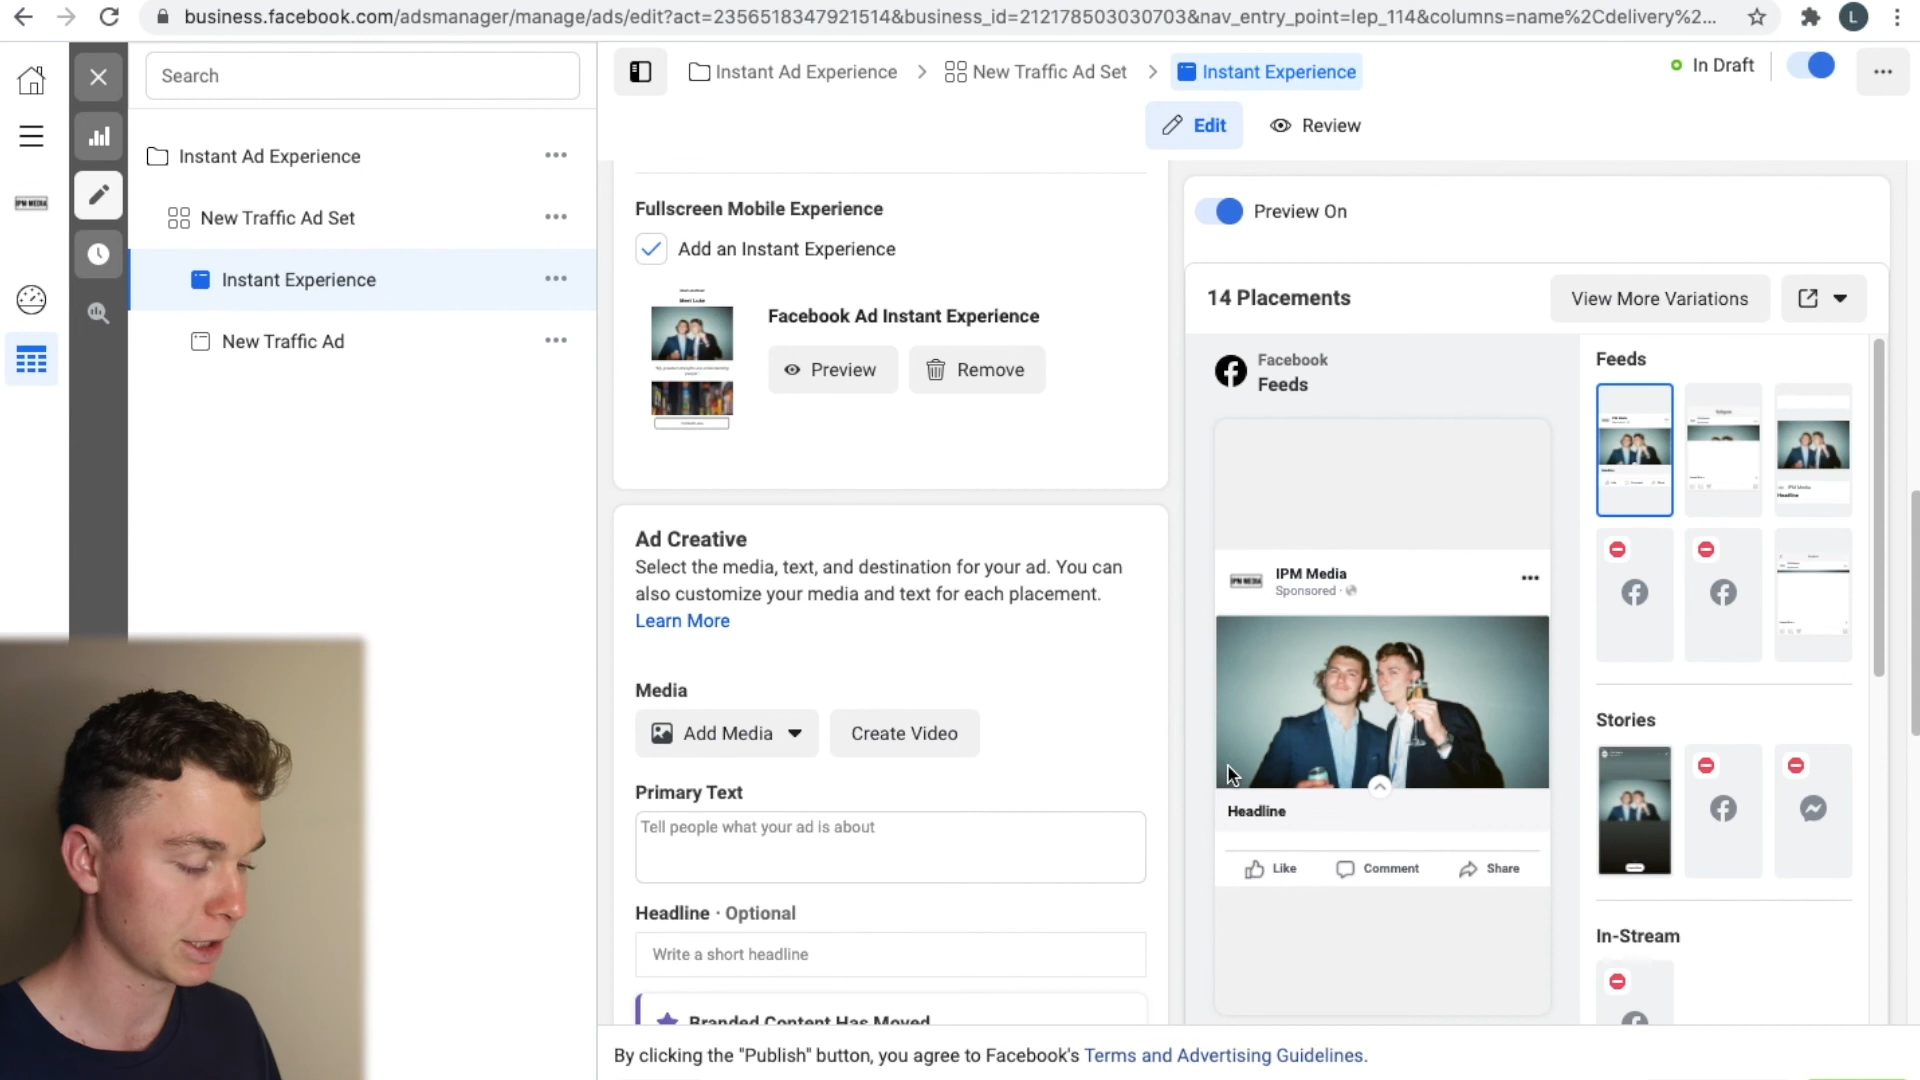 business.facebook.com/adsmanager/manage/ads/edit?act=2356518347921514&business_id=212178503030703&nav_entry_point=lep_114&columns=name%2Cdelivery%2...
L
Search
Instant Ad Experience
New Traffic Ad Set
Instant Experience
In Draft
Edit
Review
IPM MEDIA
Instant Ad Experience
New Traffic Ad Set
Instant Experience
New Traffic Ad
Fullscreen Mobile Experience
Add an Instant Experience
Meet Luke
Facebook Ad Instant Experience
Preview
Remove
Ad Creative
Select the media, text, and destination for your ad. You can
also customize your media and text for each placement.
Learn More
Media
Add Media
Create Video
Primary Text
Tell people what your ad is about
Headline · Optional
Write a short headline
Branded Content Has Moved
Preview On
14 Placements
View More Variations
Facebook
Feeds
IPM MEDIA
IPM Media
Sponsored ·
Headline
Like
Comment
Share
Feeds
Stories
In-Stream
By clicking the "Publish" button, you agree to Facebook's Terms and Advertising Guidelines.